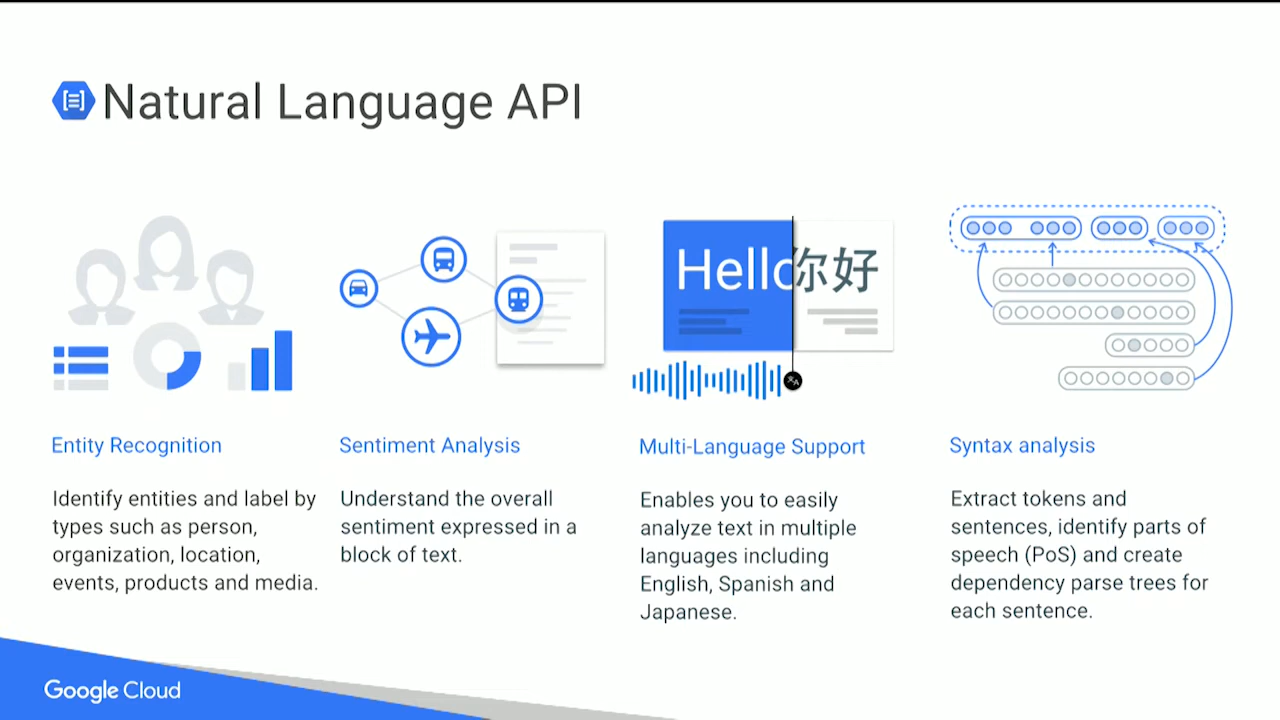 Natural Language API
Hello
你好
Entity Recognition
Identify entities and label by
types such as person,
organization, location,
events, products and media.
Sentiment Analysis
Understand the overall
sentiment expressed in a
block of text.
Multi-Language Support
Enables you to easily
analyze text in multiple
languages including
English, Spanish and
Japanese.
Syntax analysis
Extract tokens and
sentences, identify parts of
speech (PoS) and create
dependency parse trees for
each sentence.
Google Cloud